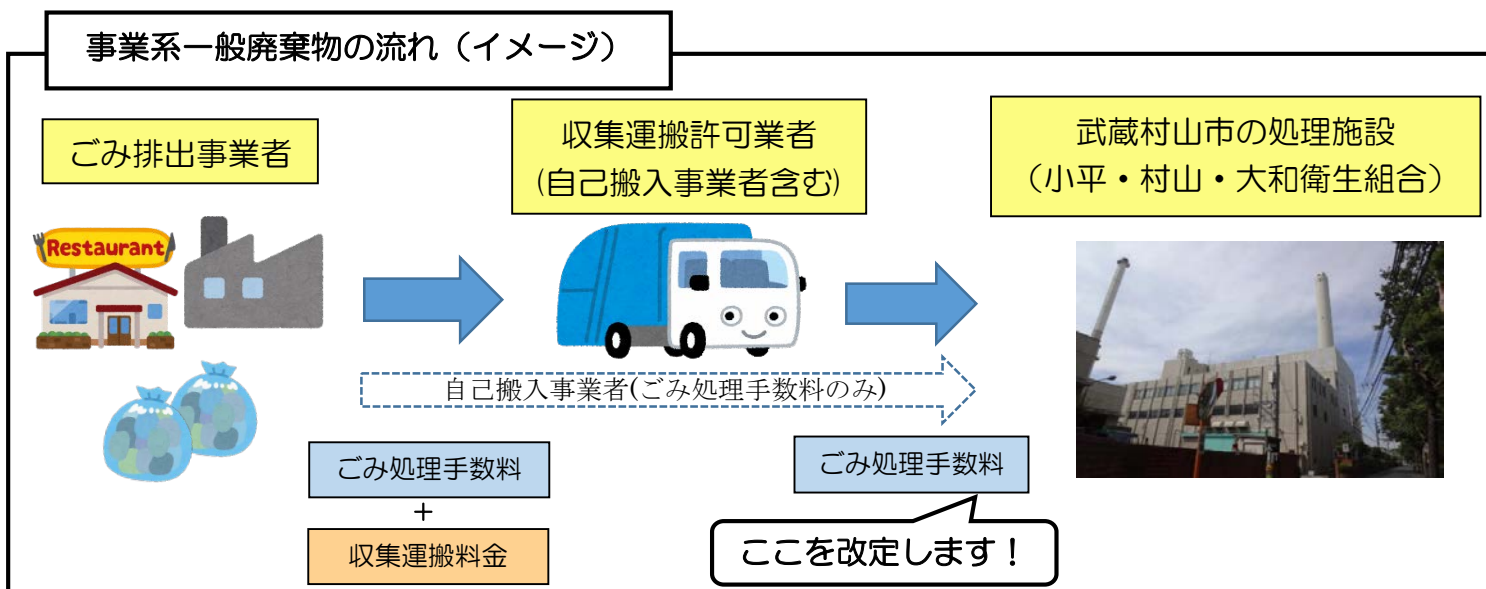 事業系一般廃棄物の流れ（イメージ）
ごみ排出事業者
収集運搬許可業者
(自己搬入事業者含む)
武蔵村山市の処理施設
（小平・村山・大和衛生組合）
Restaurant
自己搬入事業者(ごみ処理手数料のみ)
ごみ処理手数料
+
収集運搬料金
ごみ処理手数料
ここを改定します！